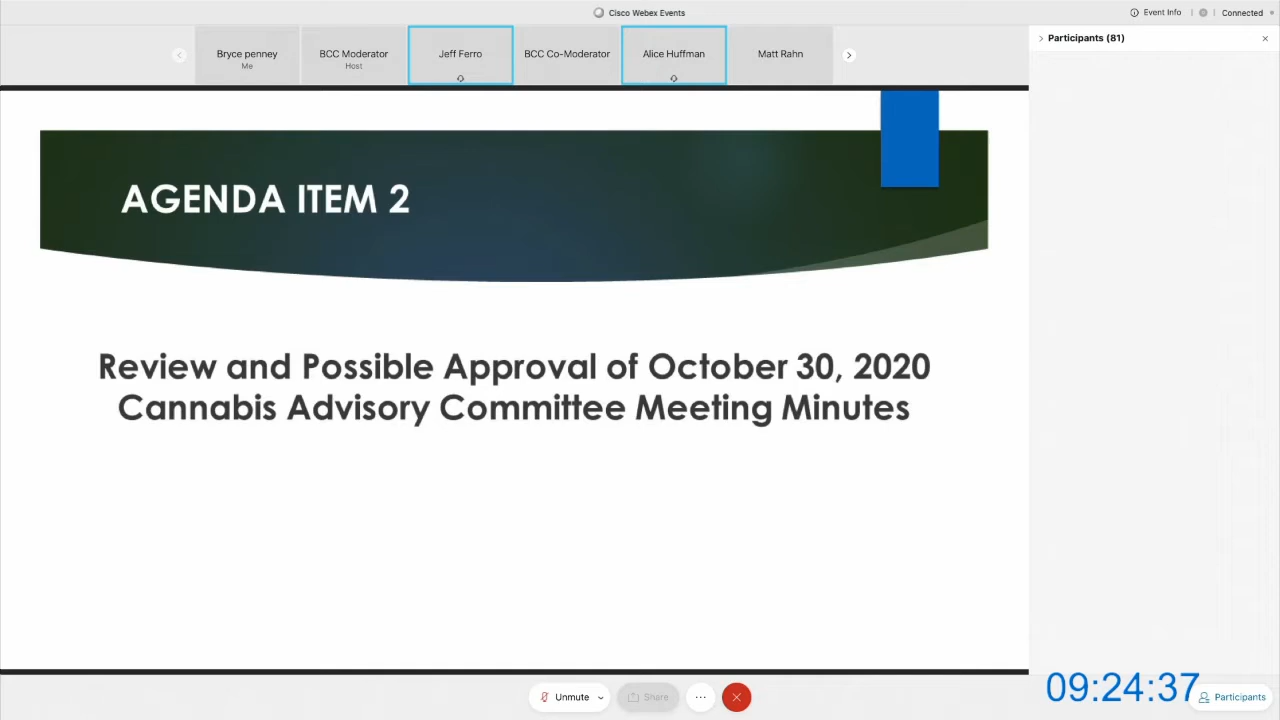 Cisco Webex Events
Event Info
Connected
Bryce penney
Me
BCC Moderator
Host
Jeff Ferro
BCC Co-Moderator
Alice Huffman
Matt Rahn
Participants (81)
AGENDA ITEM 2
Review and Possible Approval of October 30, 2020
Cannabis Advisory Committee Meeting Minutes
Unmute
Share
09:24:37
Participants